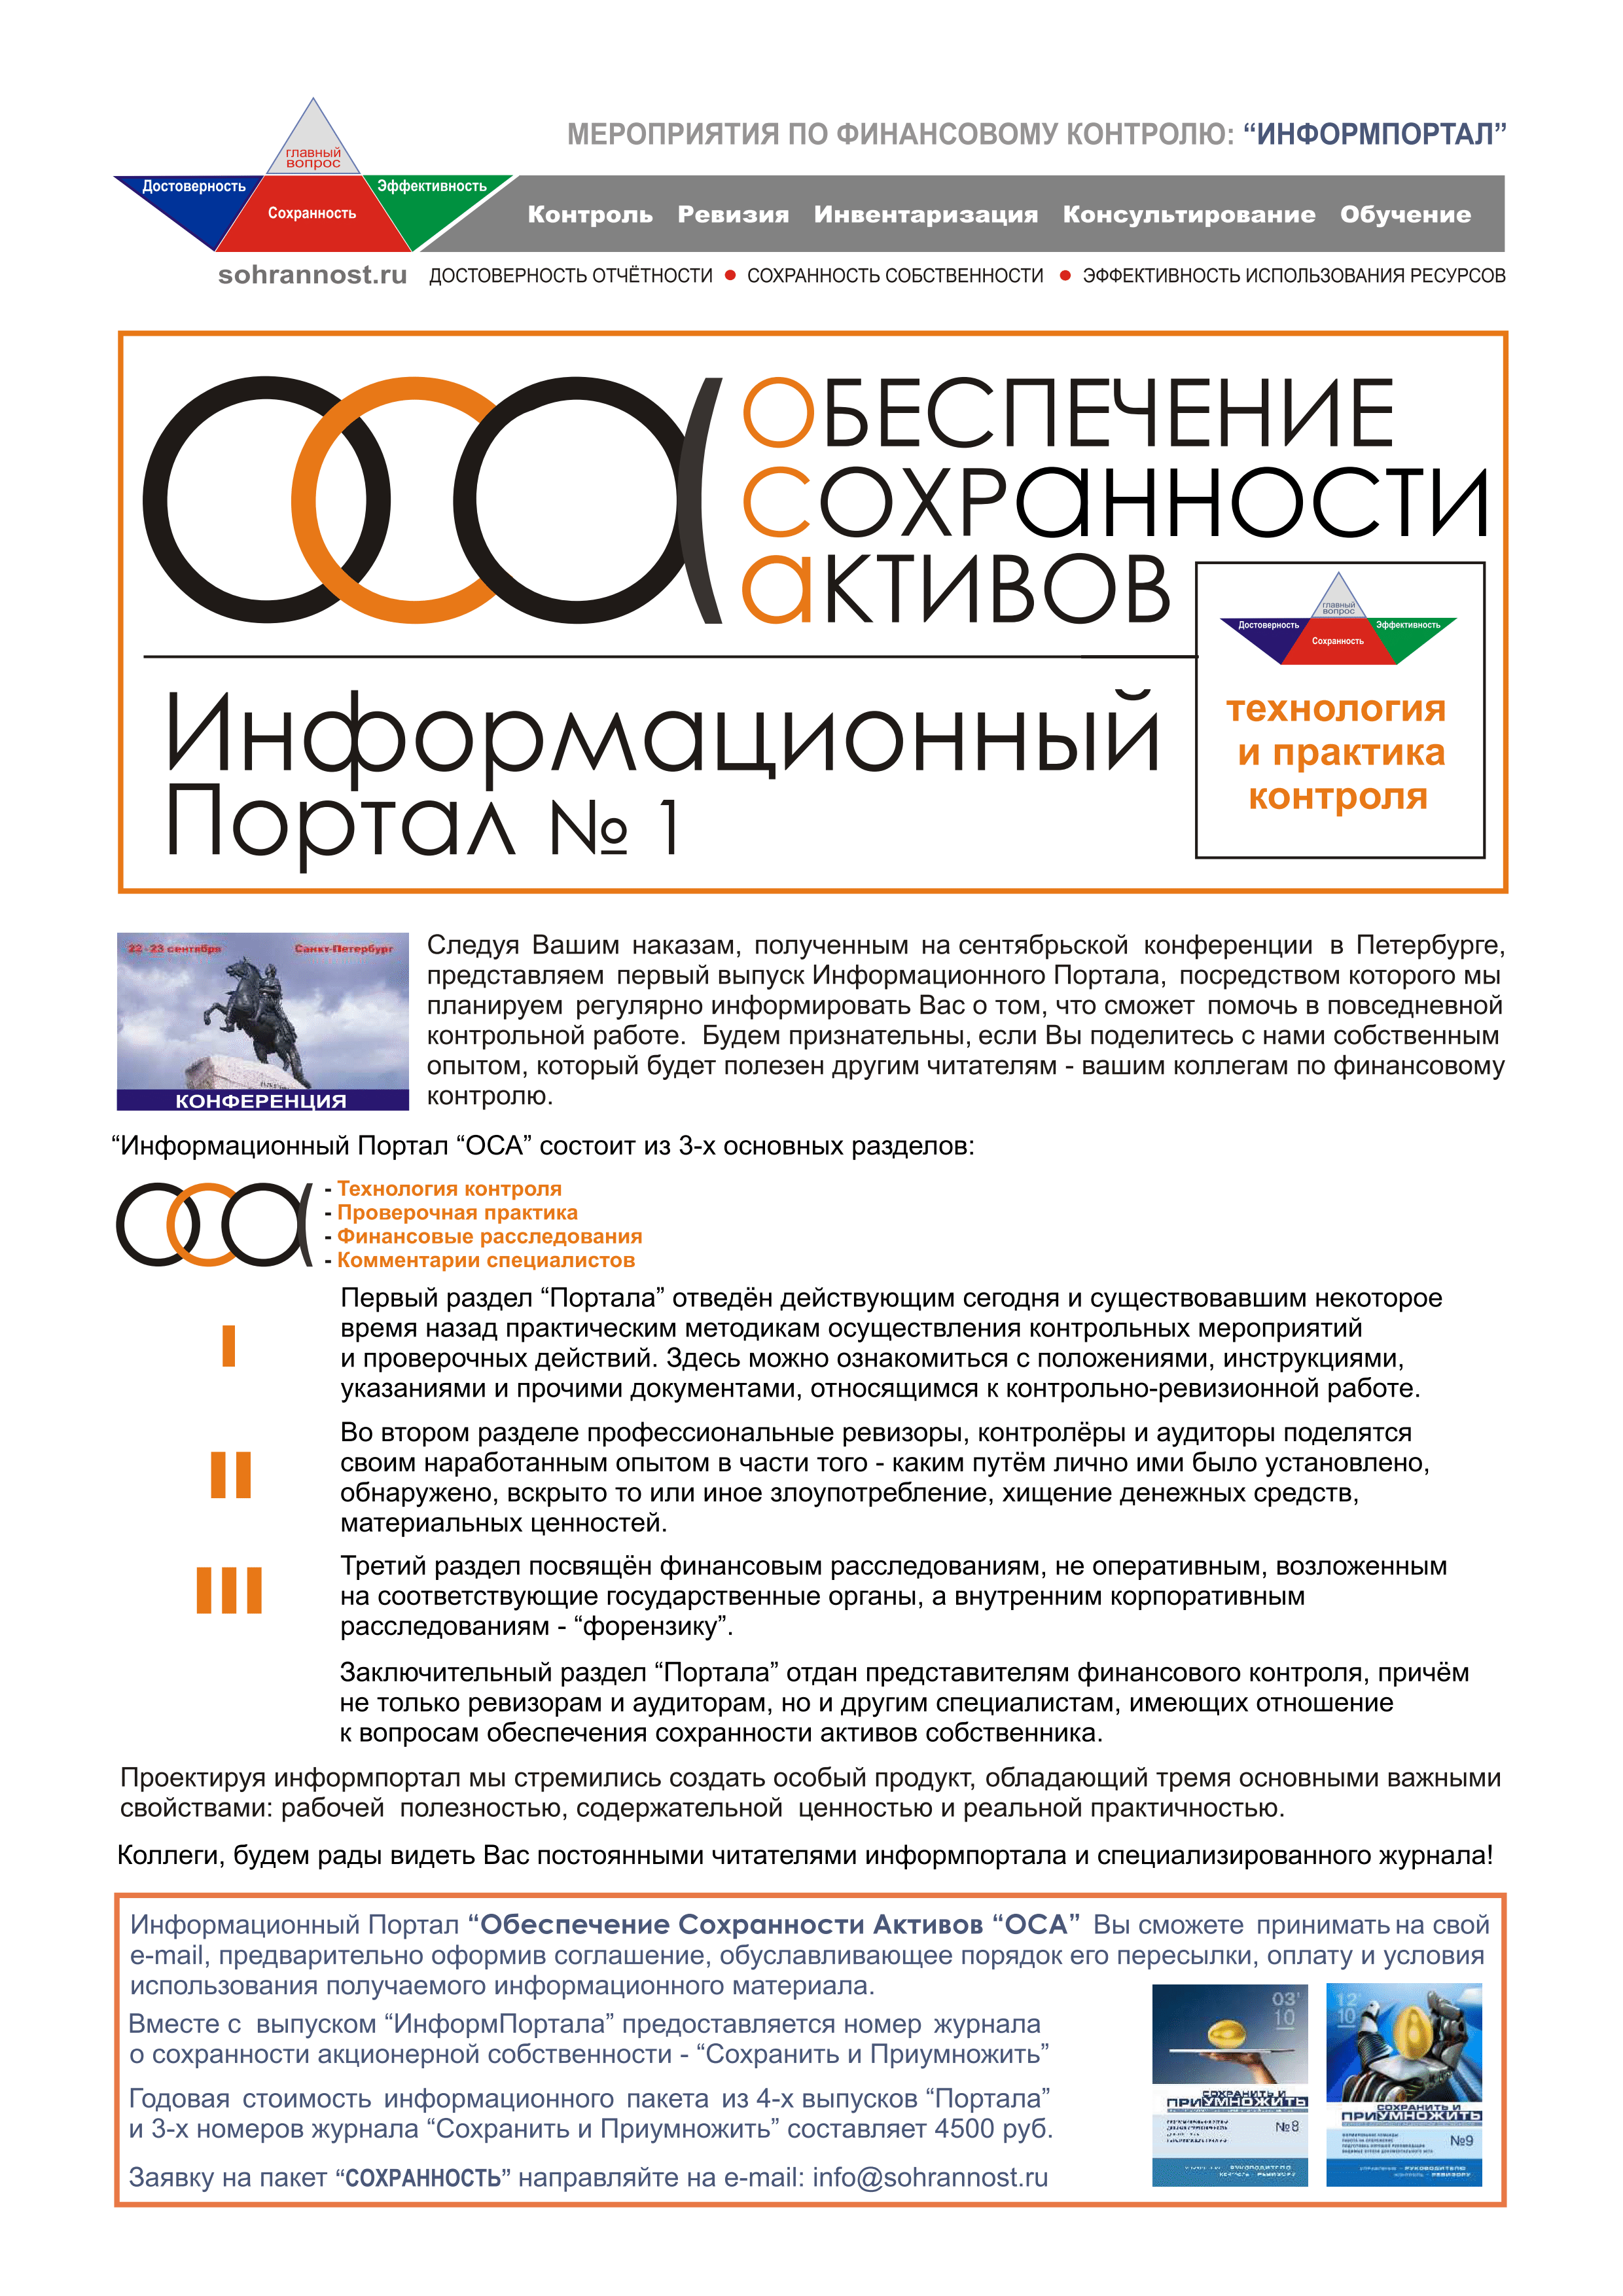 МЕРОПРИЯТИЯ ПО ФИНАНСОВОМУ КОНТРОЛЮ: “ИНФОРМПОРТАЛ”
главный
вопрос
Достоверность
Сохранность
Эффективность
Контроль Ревизия Инвентаризация Консультирование Обучение
sohrannost.ru ДОСТОВЕРНОСТЬ ОТЧЁТНОСТИ ● СОХРАННОСТЬ СОБСТВЕННОСТИ ● ЭФФЕКТИВНОСТЬ ИСПОЛЬЗОВАНИЯ РЕСУРСОВ
ОСА
ОБЕСПЕЧЕНИЕ
СОХРАННОСТИ
АКТИВОВ
Информационный
Портал № 1
главный
вопрос
Достоверность
Сохранность
Эффективность
технология
и практика
контроля
22 - 23 сентября Санкт-Петербург
КОНФЕРЕНЦИЯ
Следуя Вашим наказам, полученным на сентябрьской конференции в Петербурге,
представляем первый выпуск Информационного Портала, посредством которого мы
планируем регулярно информировать Вас о том, что сможет помочь в повседневной
контрольной работе. Будем признательны, если Вы поделитесь с нами собственным
опытом, который будет полезен другим читателям - вашим коллегам по финансовому
контролю.
“Информационный Портал “ОСА” состоит из 3-х основных разделов:
ОСА
- Технология контроля
- Проверочная практика
- Финансовые расследования
- Комментарии специалистов
I
Первый раздел “Портала” отведён действующим сегодня и существовавшим некоторое
время назад практическим методикам осуществления контрольных мероприятий
и проверочных действий. Здесь можно ознакомиться с положениями, инструкциями,
указаниями и прочими документами, относящимся к контрольно-ревизионной работе.
II
Во втором разделе профессиональные ревизоры, контролёры и аудиторы поделятся
своим наработанным опытом в части того - каким путём лично ими было установлено,
обнаружено, вскрыто то или иное злоупотребление, хищение денежных средств,
материальных ценностей.
III
Третий раздел посвящён финансовым расследованиям, не оперативным, возложенным
на соответствующие государственные органы, а внутренним корпоративным
расследованиям - “форензику”.
Заключительный раздел “Портала” отдан представителям финансового контроля, причём
не только ревизорам и аудиторам, но и другим специалистам, имеющих отношение
к вопросам обеспечения сохранности активов собственника.
Проектируя информпортал мы стремились создать особый продукт, обладающий тремя основными важными
свойствами: рабочей полезностью, содержательной ценностью и реальной практичностью.
Коллеги, будем рады видеть Вас постоянными читателями информпортала и специализированного журнала!
Информационный Портал “Обеспечение Сохранности Активов “ОСА” Вы сможете принимать на свой
e-mail, предварительно оформив соглашение, обуславливающее порядок его пересылки, оплату и условия
использования получаемого информационного материала.
Вместе с выпуском “ИнформПортала” предоставляется номер журнала
о сохранности акционерной собственности - “Сохранить и Приумножить”
Годовая стоимость информационного пакета из 4-х выпусков “Портала”
и 3-х номеров журнала “Сохранить и Приумножить” составляет 4500 руб.
Заявку на пакет “СОХРАННОСТЬ” направляйте на e-mail: info@sohrannost.ru
03'
10
СОХРАНИТЬ И
ПРИУМНОЖИТЬ
№8
12'
10
СОХРАНИТЬ И
ПРИУМНОЖИТЬ
№9
УПРАВЛЕНИЕ - РУКОВОДИТЕЛЮ
КОНТРОЛЬ - РЕВИЗОРУ